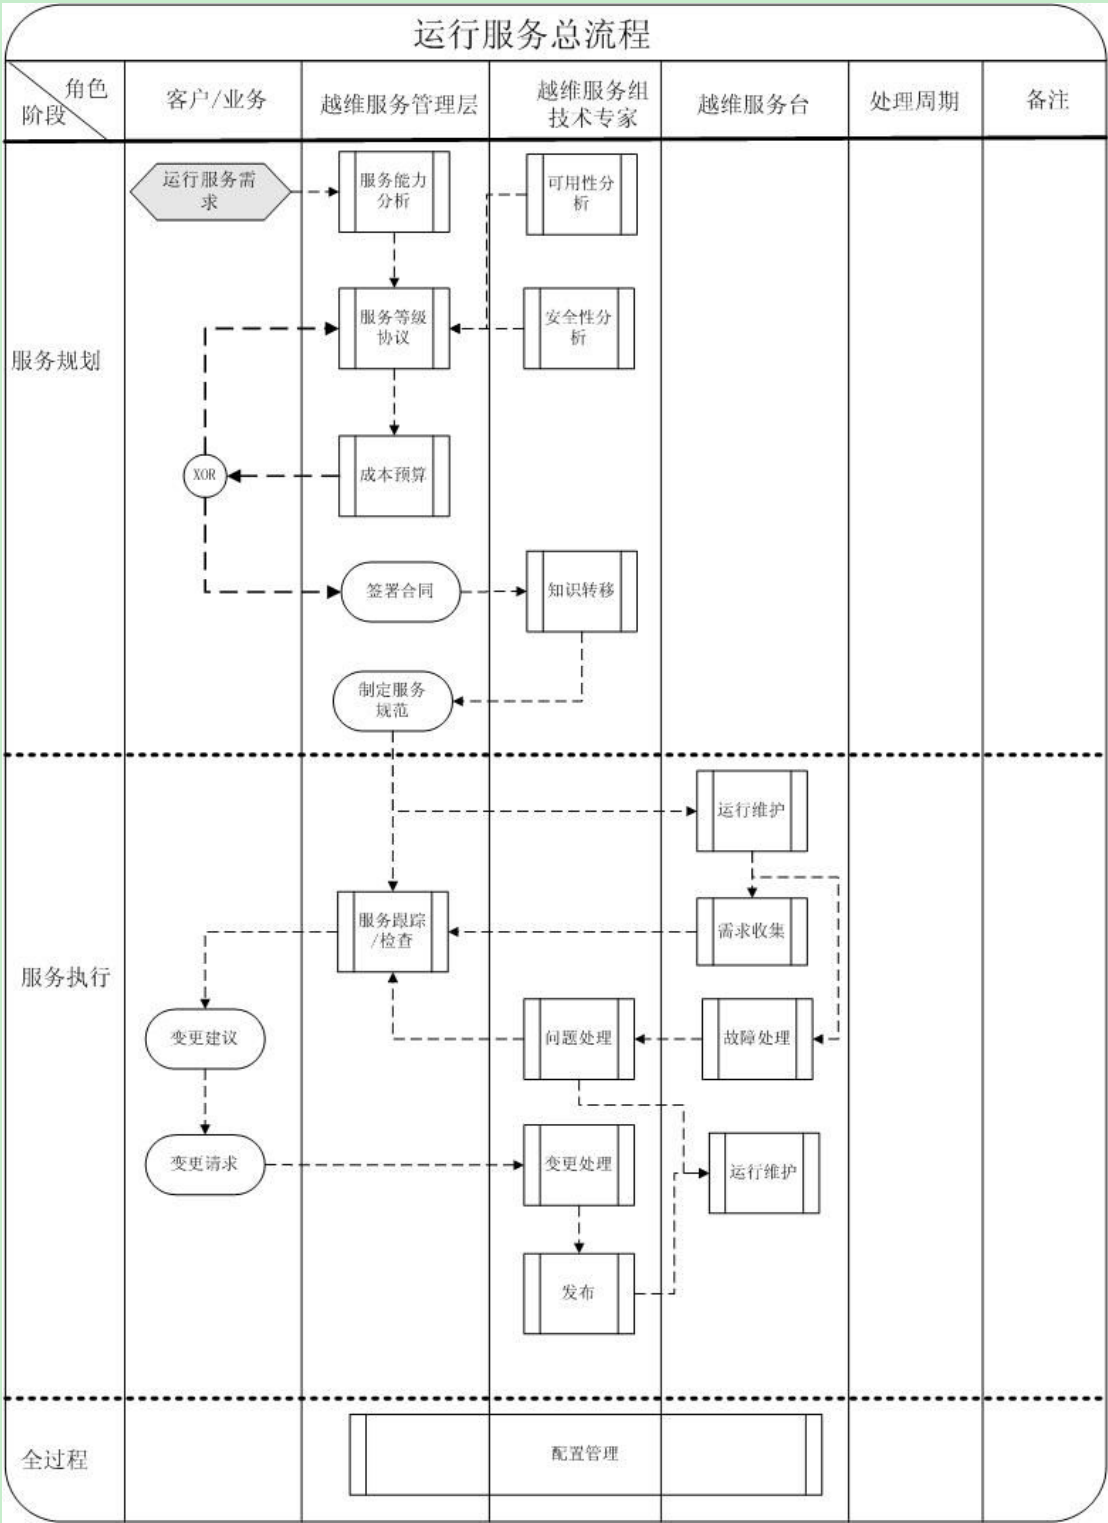 运行服务总流程
角色
阶段
客户/业务
越维服务管理层
越维服务组
技术专家
越维服务台
处理周期
备注
运行服务需
求
服务能力
分析
可用性分
析
服务规划
服务等级
协议
安全性分
析
XOR
成本预算
签署合同
知识转移
制定服务
规范
服务执行
运行维护
服务跟踪
/检查
需求收集
变更建议
问题处理
故障处理
变更请求
变更处理
运行维护
发布
全过程
配置管理